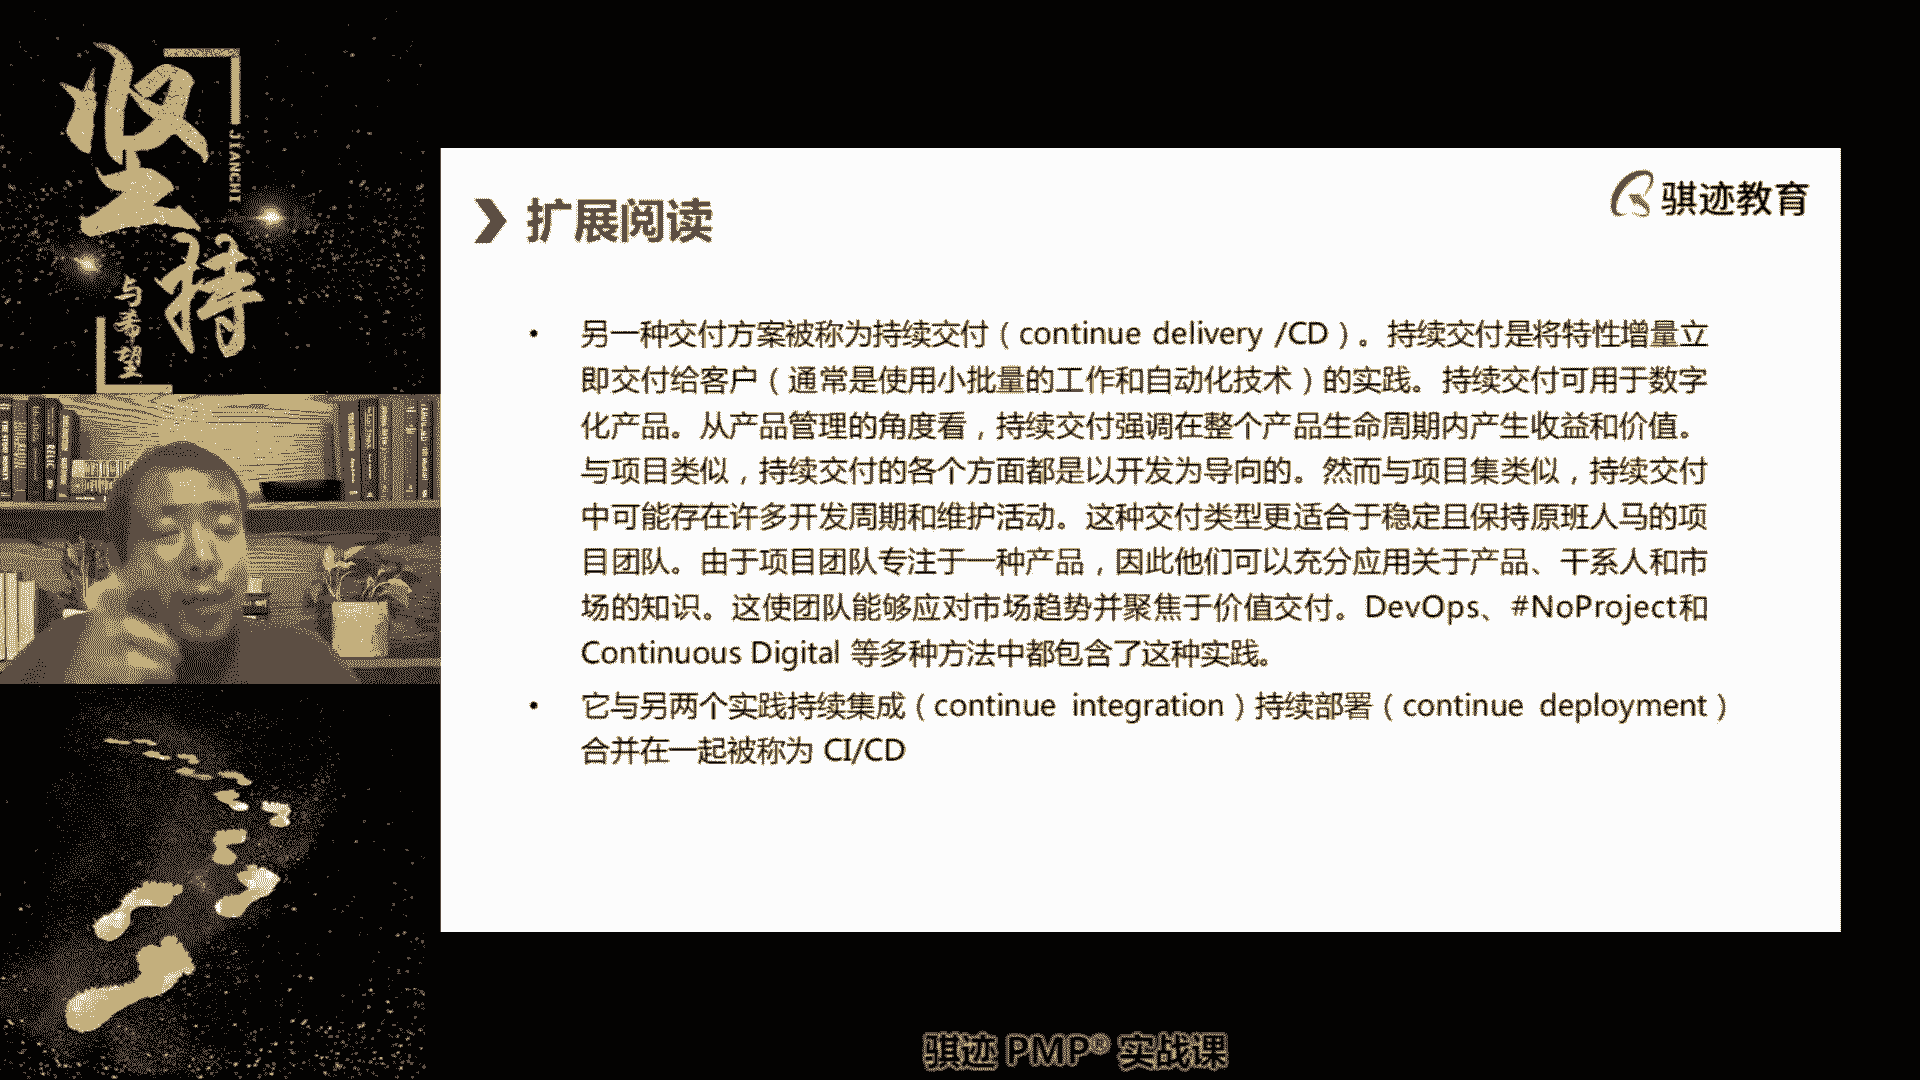 坚持
JIANCHI
与希望
骐迹教育
扩展阅读
• 另一种交付方案被称为持续交付（continue delivery /CD）。持续交付是将特性增量立
即交付给客户（通常是使用小批量的工作和自动化技术）的实践。持续交付可用于数字
化产品。从产品管理的角度看，持续交付强调在整个产品生命周期内产生收益和价值。
与项目类似，持续交付的各个方面都是以开发为导向的。然而与项目集类似，持续交付
中可能存在许多开发周期和维护活动。这种交付类型更适合于稳定且保持原班人马的项
目团队。由于项目团队专注于一种产品，因此他们可以充分应用关于产品、干系人和市
场的知识。这使团队能够应对市场趋势并聚焦于价值交付。DevOps、#NoProject和
Continuous Digital 等多种方法中都包含了这种实践。
• 它与另两个实践持续集成（continue integration）持续部署（continue deployment）
合并在一起被称为 CI/CD
骐迹 PMP® 实战课